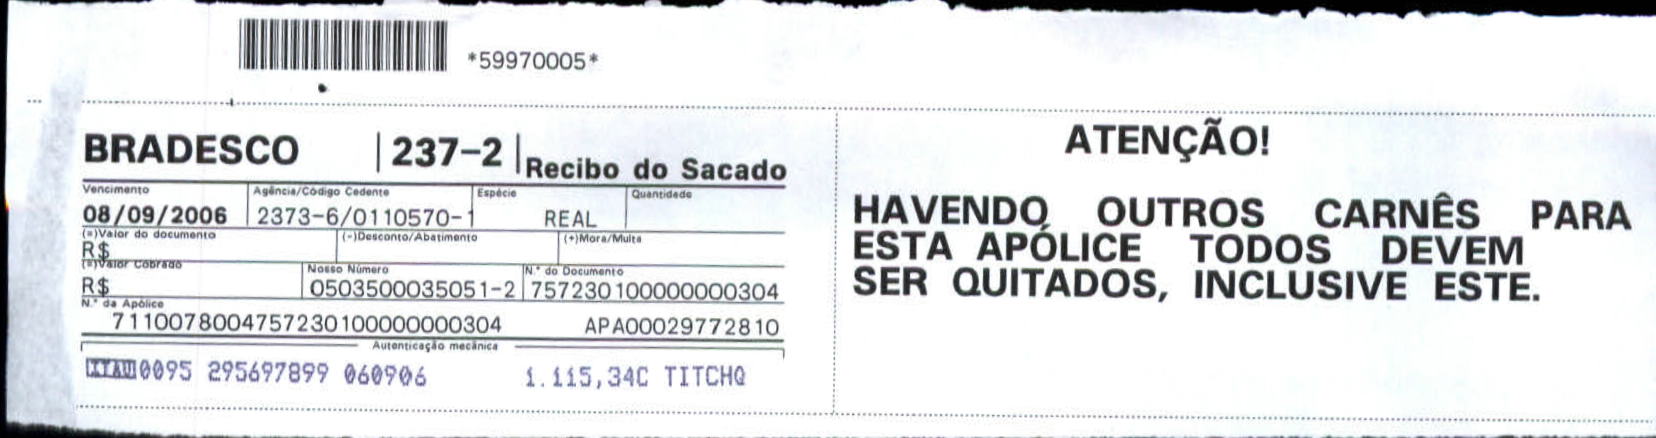 *59970005*
BRADESCO | 237-2 | Recibo do Sacado
Vencimento Agência/Código Cedente Espécie Quantidade
08/09/2006 2373-6/0110570-1 REAL
(=)Valor do documento (-)Desconto/Abatimento (+)Mora/Multa
R$
(=)Valor Cobrado Nosso Número N.º do Documento
R$ 0503500035051-2 757230100000000304
N.º da Apólice
711007800475723010000000304 APA00029772810
Autenticação mecânica
ITAU0095 295697899 060906 1.115,34C TITCHQ
ATENÇÃO!
HAVENDO OUTROS CARNÊS PARA
ESTA APÓLICE TODOS DEVEM
SER QUITADOS, INCLUSIVE ESTE.